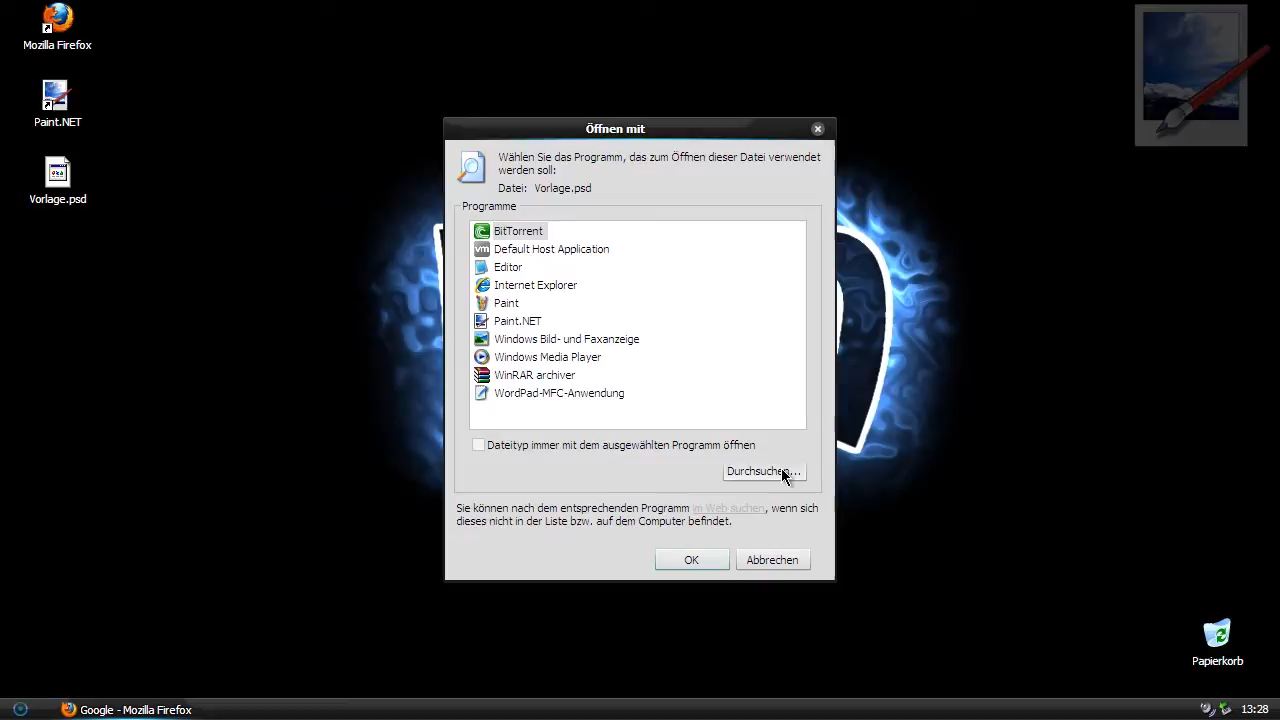 Mozilla Firefox
Paint.NET
Vorlage.psd
Öffnen mit
Wählen Sie das Programm, das zum Öffnen dieser Datei verwendet
werden soll:
Datei: Vorlage.psd
Programme
BitTorrent
vm Default Host Application
Editor
Internet Explorer
Paint
Paint.NET
Windows Bild- und Faxanzeige
Windows Media Player
WinRAR archiver
WordPad-MFC-Anwendung
Dateityp immer mit dem ausgewählten Programm öffnen
Durchsuchen...
Sie können nach dem entsprechenden Programm im Web suchen, wenn sich
dieses nicht in der Liste bzw. auf dem Computer befindet.
OK Abbrechen
Papierkorb
Google - Mozilla Firefox 13:28